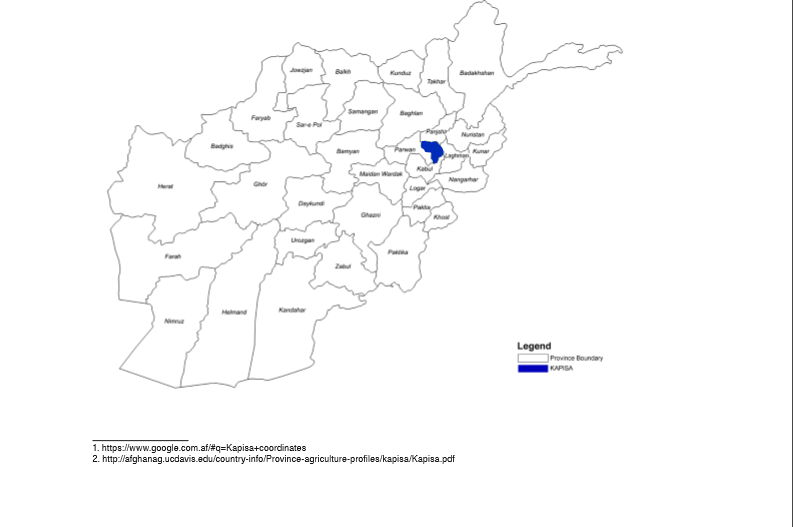 Jowzjan
Balkh
Kunduz
Takhar
Badakhshan
Faryab
Sar-e Pol
Samangan
Baghlan
Panjshir
Nuristan
Badghis
Bamyan
Parwan
Laghman
Kunar
Kabul
Maidan Wardak
Nangarhar
Herat
Ghōr
Logar
Daykundi
Paktia
Ghazni
Khost
Urozgan
Paktika
Farah
Zabul
Nimruz
Helmand
Kandahar
Legend
Province Boundary
KAPISA
1. https://www.google.com.af/#q=Kapisa+coordinates
2. http://afghanag.ucdavis.edu/country-info/Province-agriculture-profiles/kapisa/Kapisa.pdf